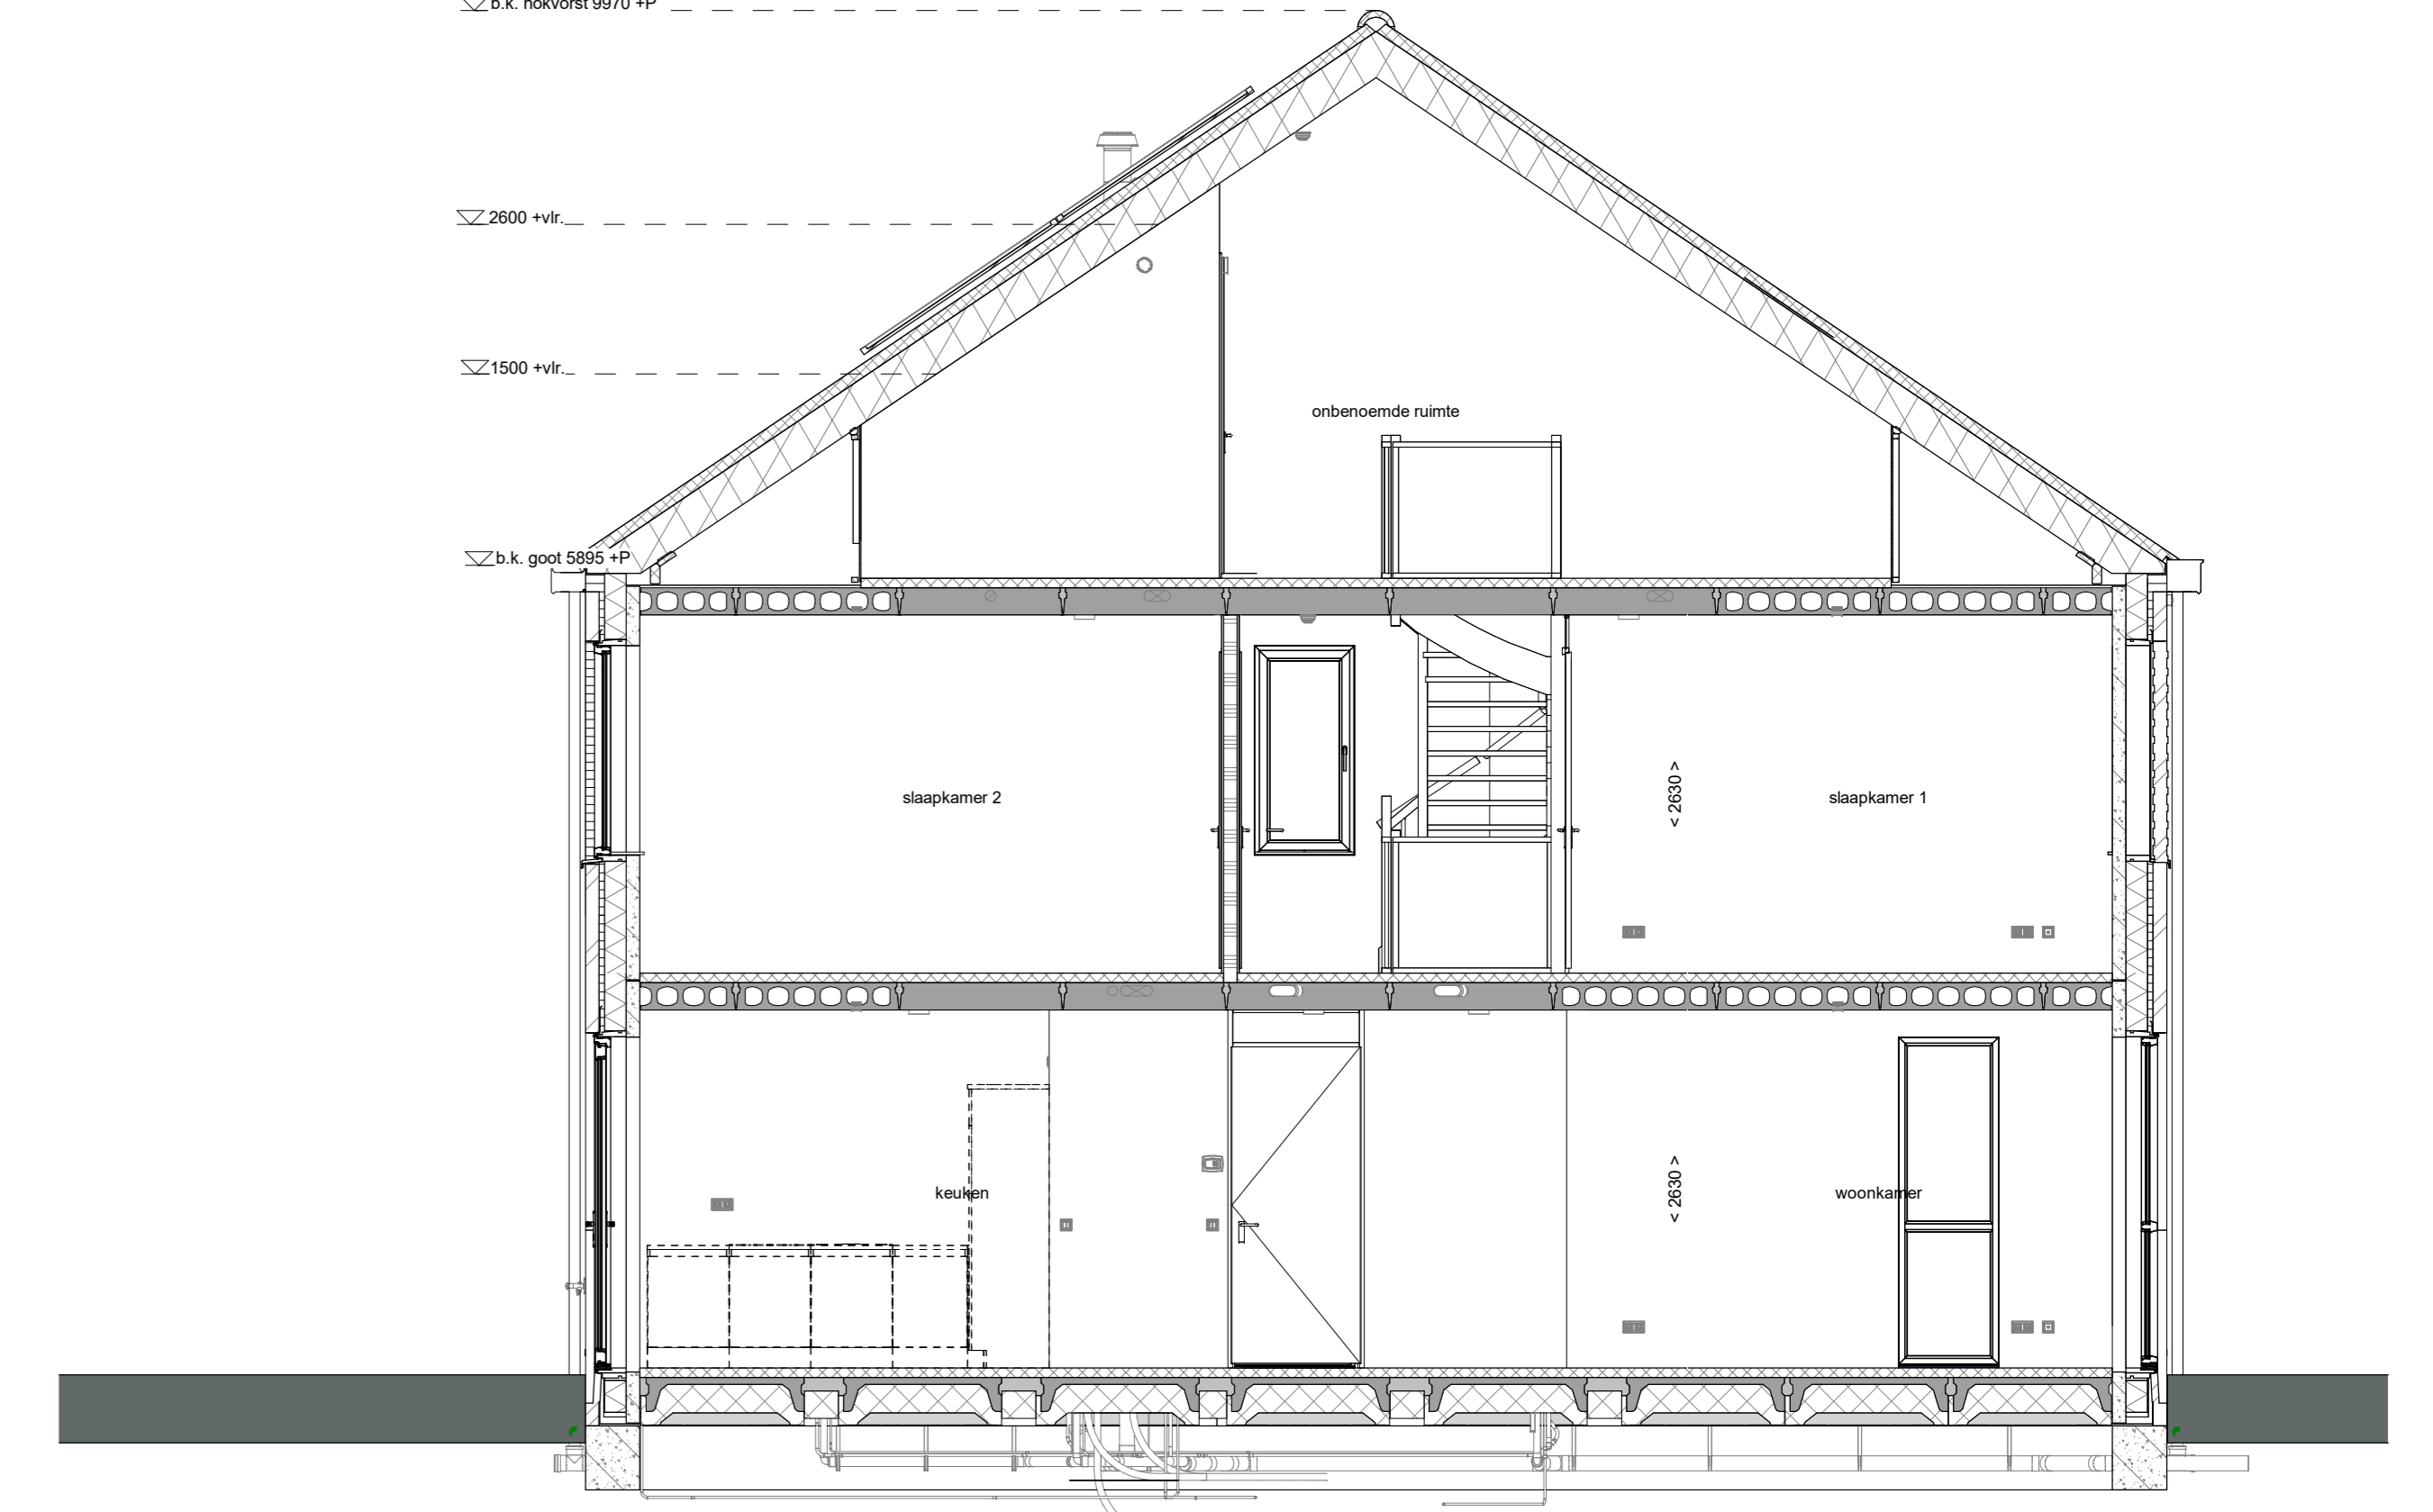 b.k. nokvorst 9970 +P
2600 +vlr.
1500 +vlr.
onbenoemde ruimte
b.k. goot 5895 +P
slaapkamer 2
< 2630 >
slaapkamer 1
keuken
< 2630 >
woonkamer